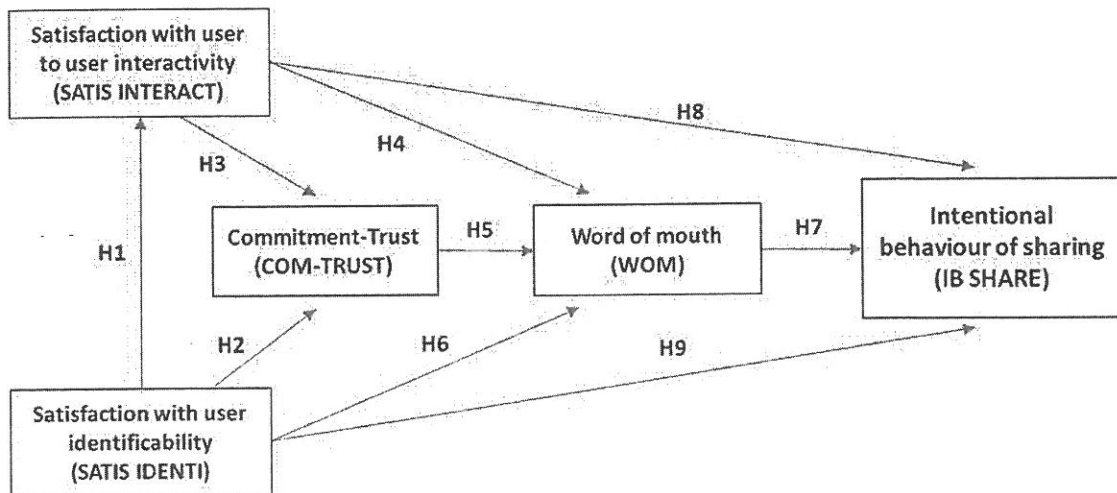 Satisfaction with user
to user interactivity
(SATIS INTERACT)
H8
H4
H3
Intentional
behaviour of sharing
(IB SHARE)
Commitment-Trust
(COM-TRUST)
H5
Word of mouth
(WOM)
H7
H1
H2
H6
H9
Satisfaction with user
identificability
(SATIS IDENTI)